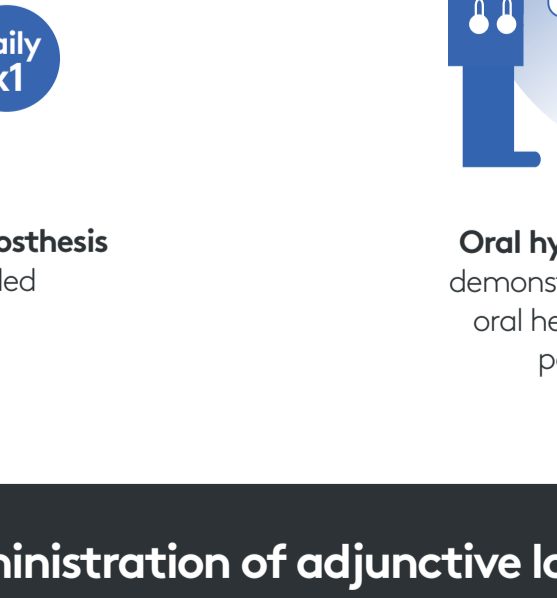 aily
x1
osthesis
led
Oral hy
demonst
oral he
p
ministration of adjunctive lo